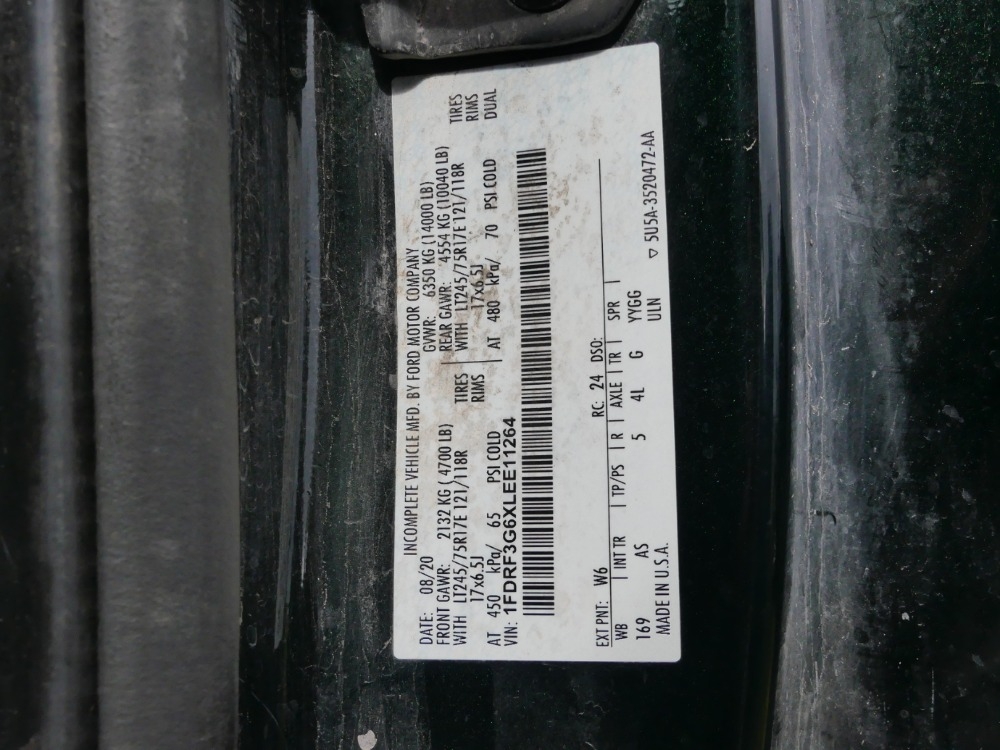 INCOMPLETE VEHICLE MFD. BY FORD MOTOR COMPANY
DATE: 08/20 GVWR: 6350 KG (14000 LB)
FRONT GAWR: 2132 KG ( 4700 LB) REAR GAWR: 4554 KG (10040 LB)
WITH LT245/75R17E 121/118R TIRES WITH LT245/75R17E 121/118R TIRES
17x6.5J RIMS 17x6.5J RIMS
AT 450 kPa/ 65 PSI COLD AT 480 kPa/ 70 PSI COLD DUAL
VIN: 1FDRF3G6XLEE11264
EXT PNT: W6 RC: 24 DSO:
WB INT TR TP/PS R AXLE TR SPR
169 AS 5 4L G YYGG
MADE IN U.S.A. ULN
▽ 5U5A-3520472-AA